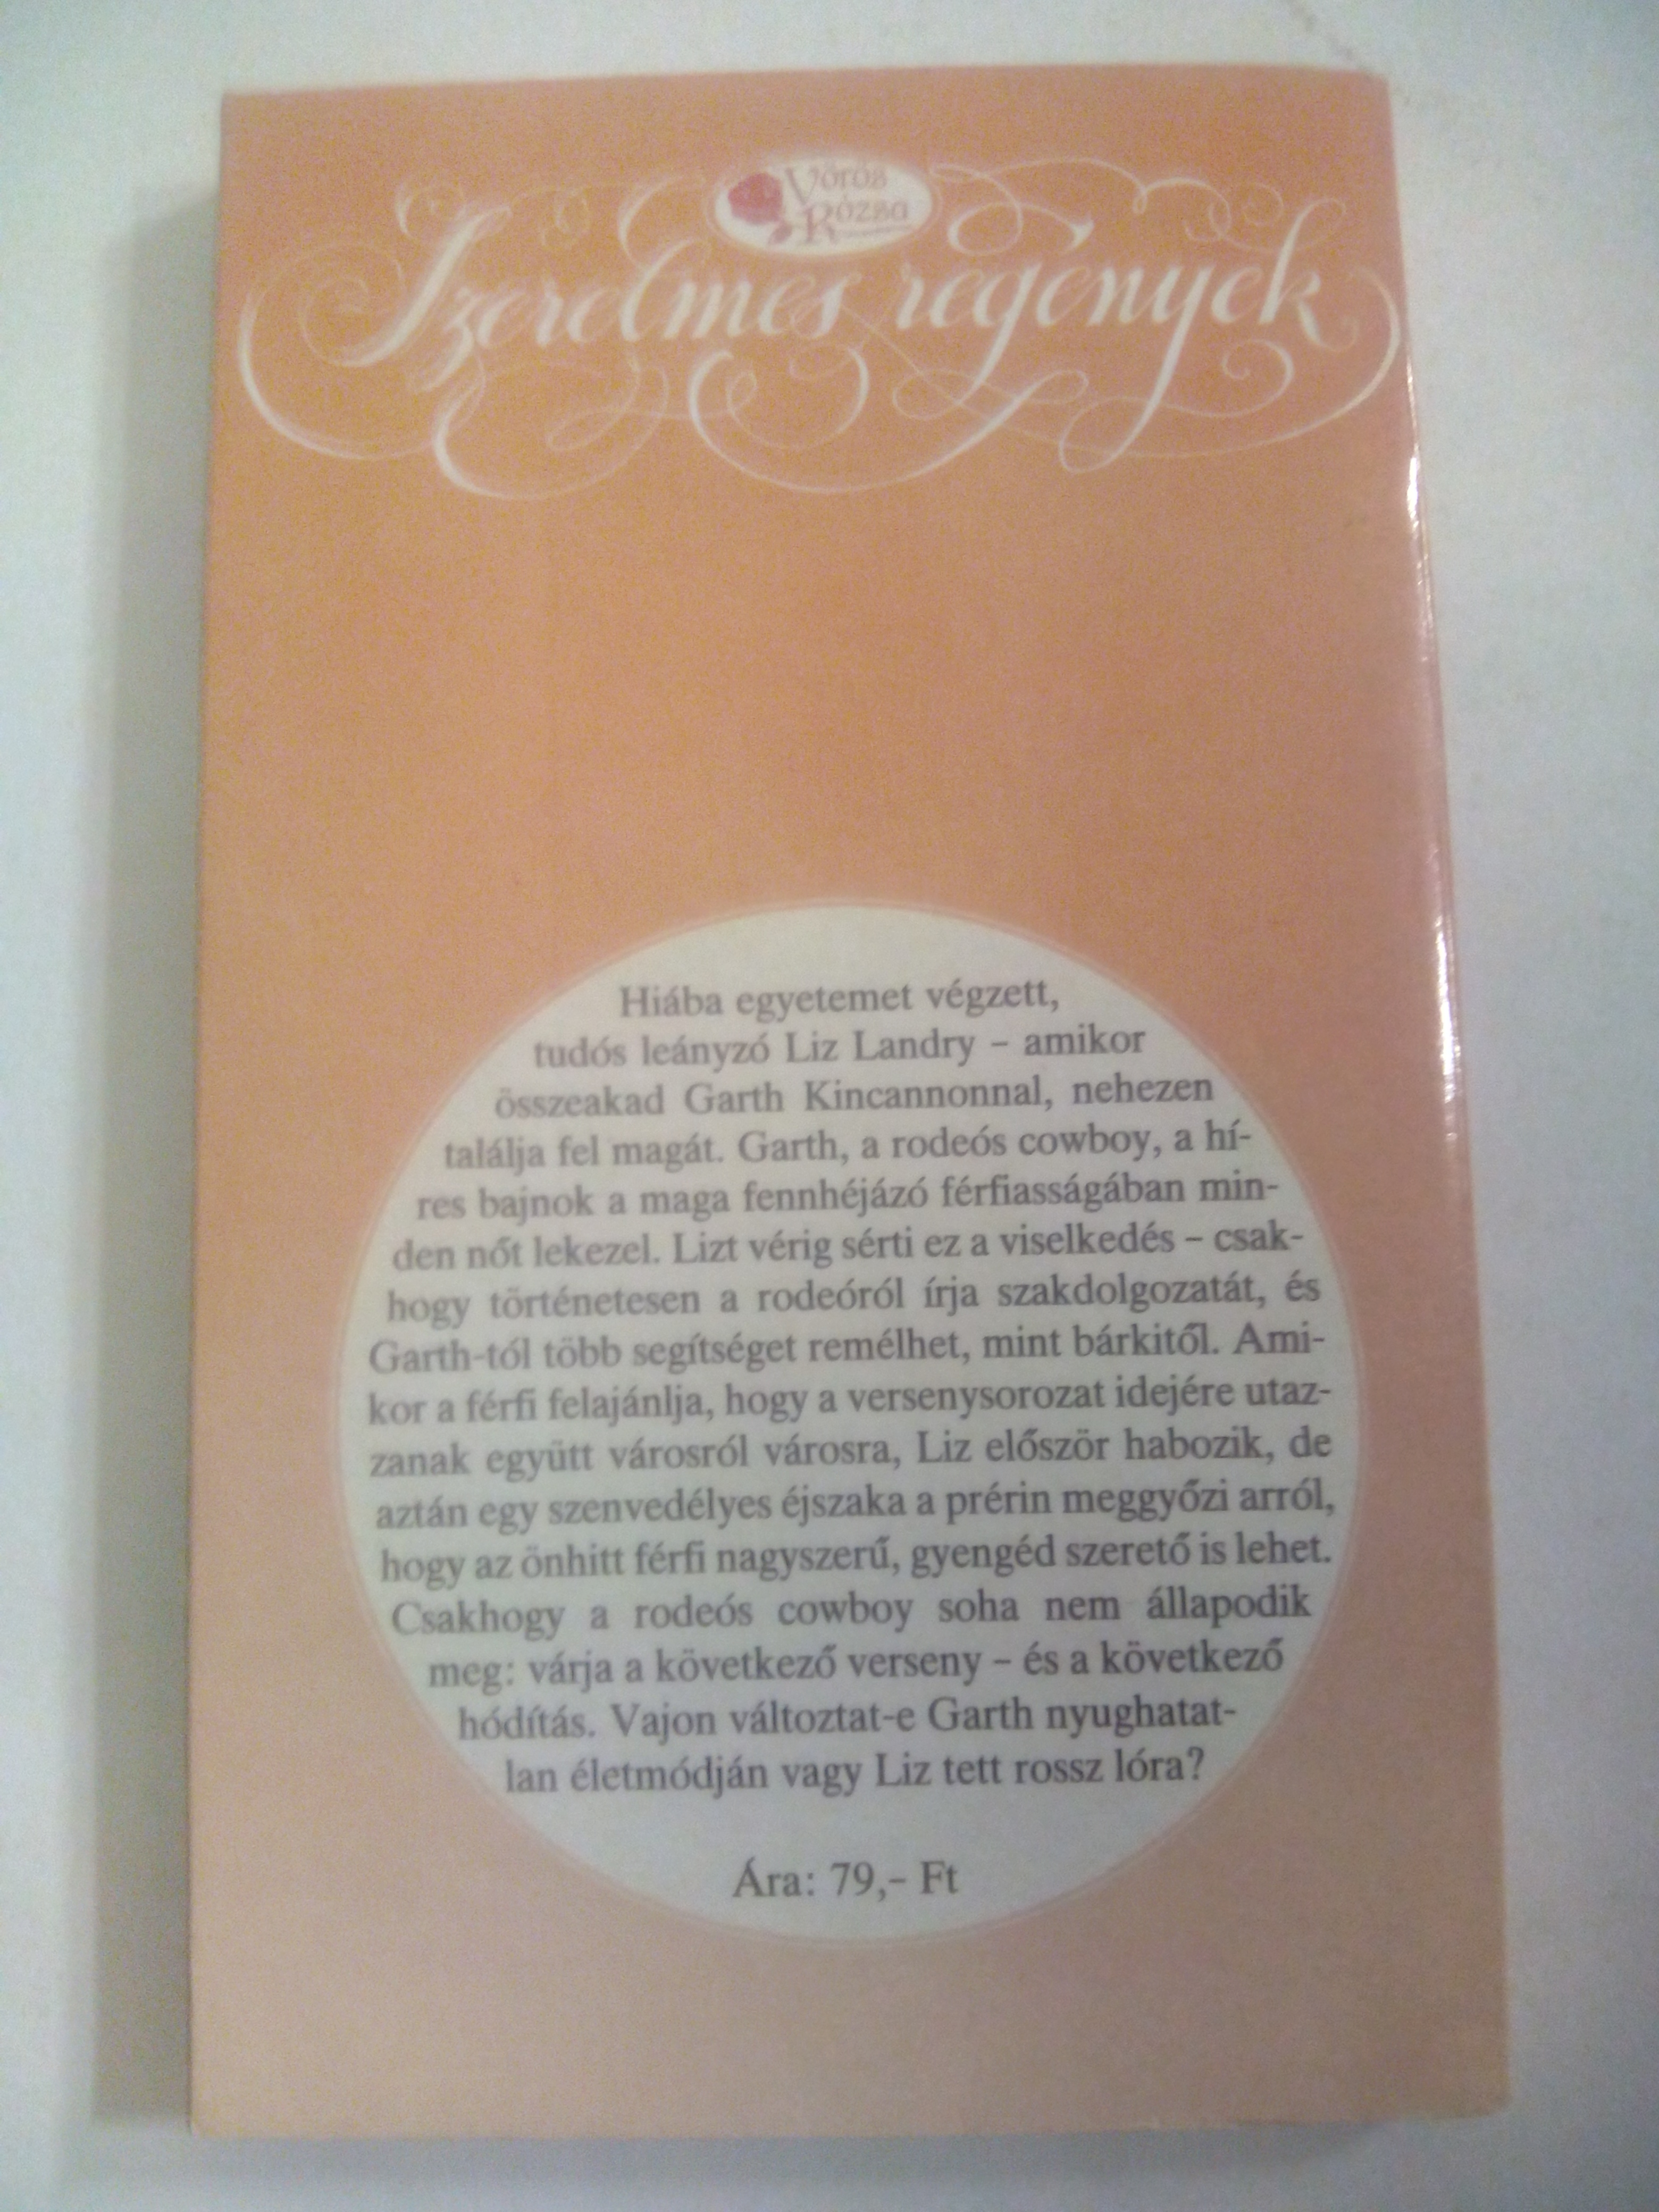 Vörös
Rózsa
Szerelmes regények
Hiába egyetemet végzett,
tudós leányzó Liz Landry – amikor
összeakad Garth Kincannonnal, nehezen
találja fel magát. Garth, a rodeós cowboy, a hí-
res bajnok a maga fennhéjázó férfiasságában min-
den nőt lekezel. Lizt vérig sérti ez a viselkedés – csak-
hogy történetesen a rodeóról írja szakdolgozatát, és
Garth-tól több segítséget remélhet, mint bárkitől. Ami-
kor a férfi felajánlja, hogy a versenysorozat idejére utaz-
zanak együtt városról városra, Liz először habozik, de
aztán egy szenvedélyes éjszaka a prérin meggyőzi arról,
hogy az önhitt férfi nagyszerű, gyengéd szerető is lehet.
Csakhogy a rodeós cowboy soha nem állapodik
meg: várja a következő verseny – és a következő
hódítás. Vajon változtat-e Garth nyughatat-
lan életmódján vagy Liz tett rossz lóra?
Ára: 79,– Ft